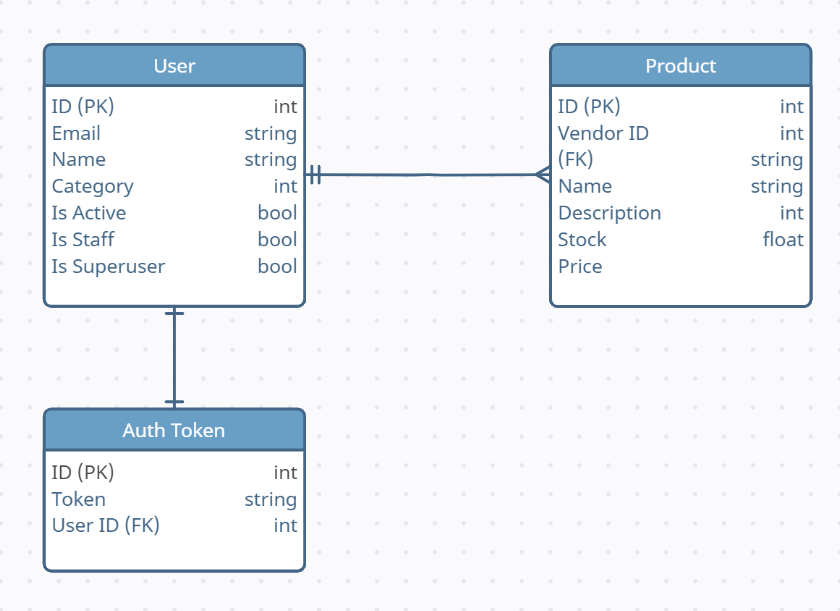 User
ID (PK) int
Email string
Name string
Category int
Is Active bool
Is Staff bool
Is Superuser bool
Product
ID (PK) int
Vendor ID int
(FK) string
Name string
Description int
Stock float
Price
Auth Token
ID (PK) int
Token string
User ID (FK) int